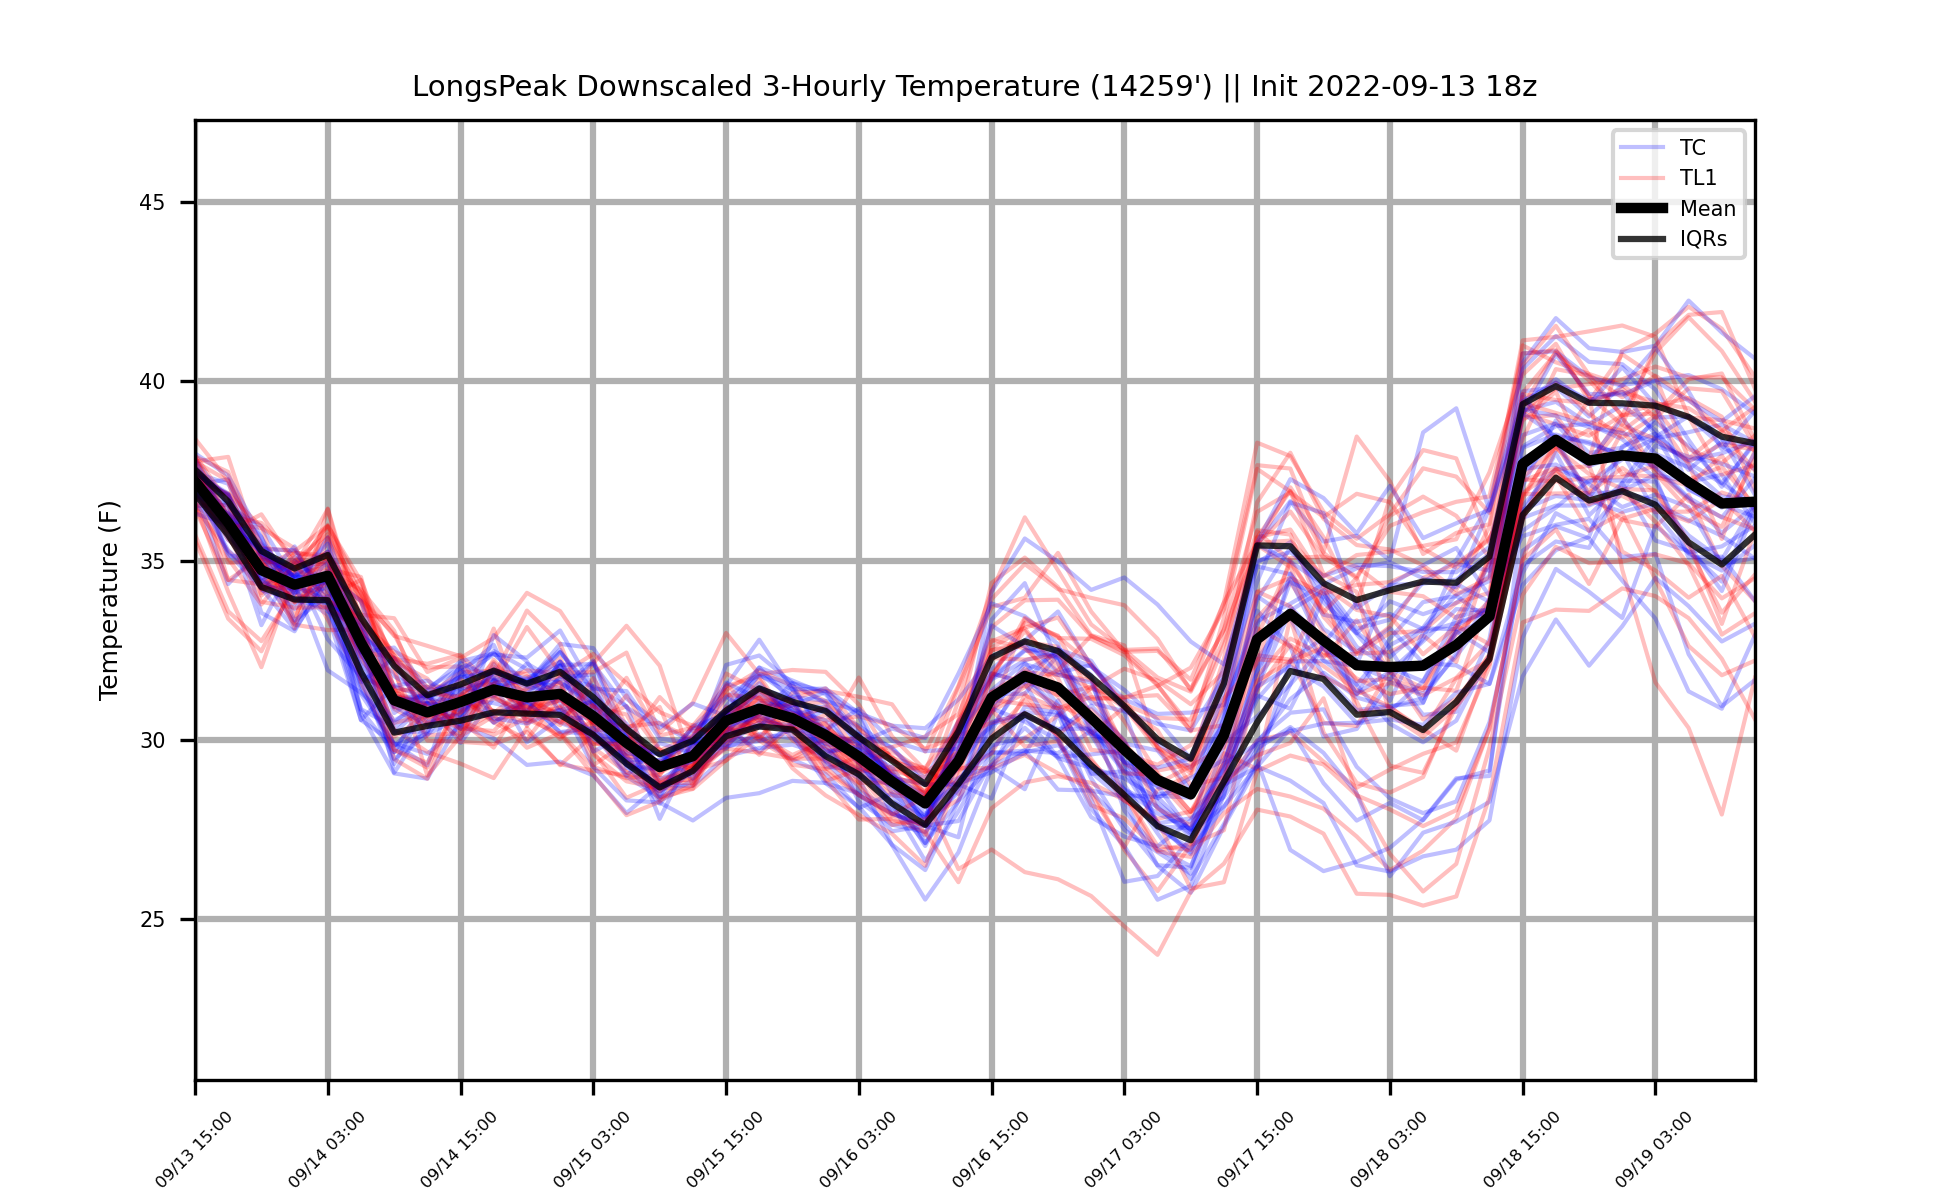 LongsPeak Downscaled 3-Hourly Temperature (14259') || Init 2022-09-13 18z
TC
TL1
Mean
IQRs
Temperature (F)
45
40
35
30
25
09/13 15:00
09/14 03:00
09/14 15:00
09/15 03:00
09/15 15:00
09/16 03:00
09/16 15:00
09/17 03:00
09/17 15:00
09/18 03:00
09/18 15:00
09/19 03:00